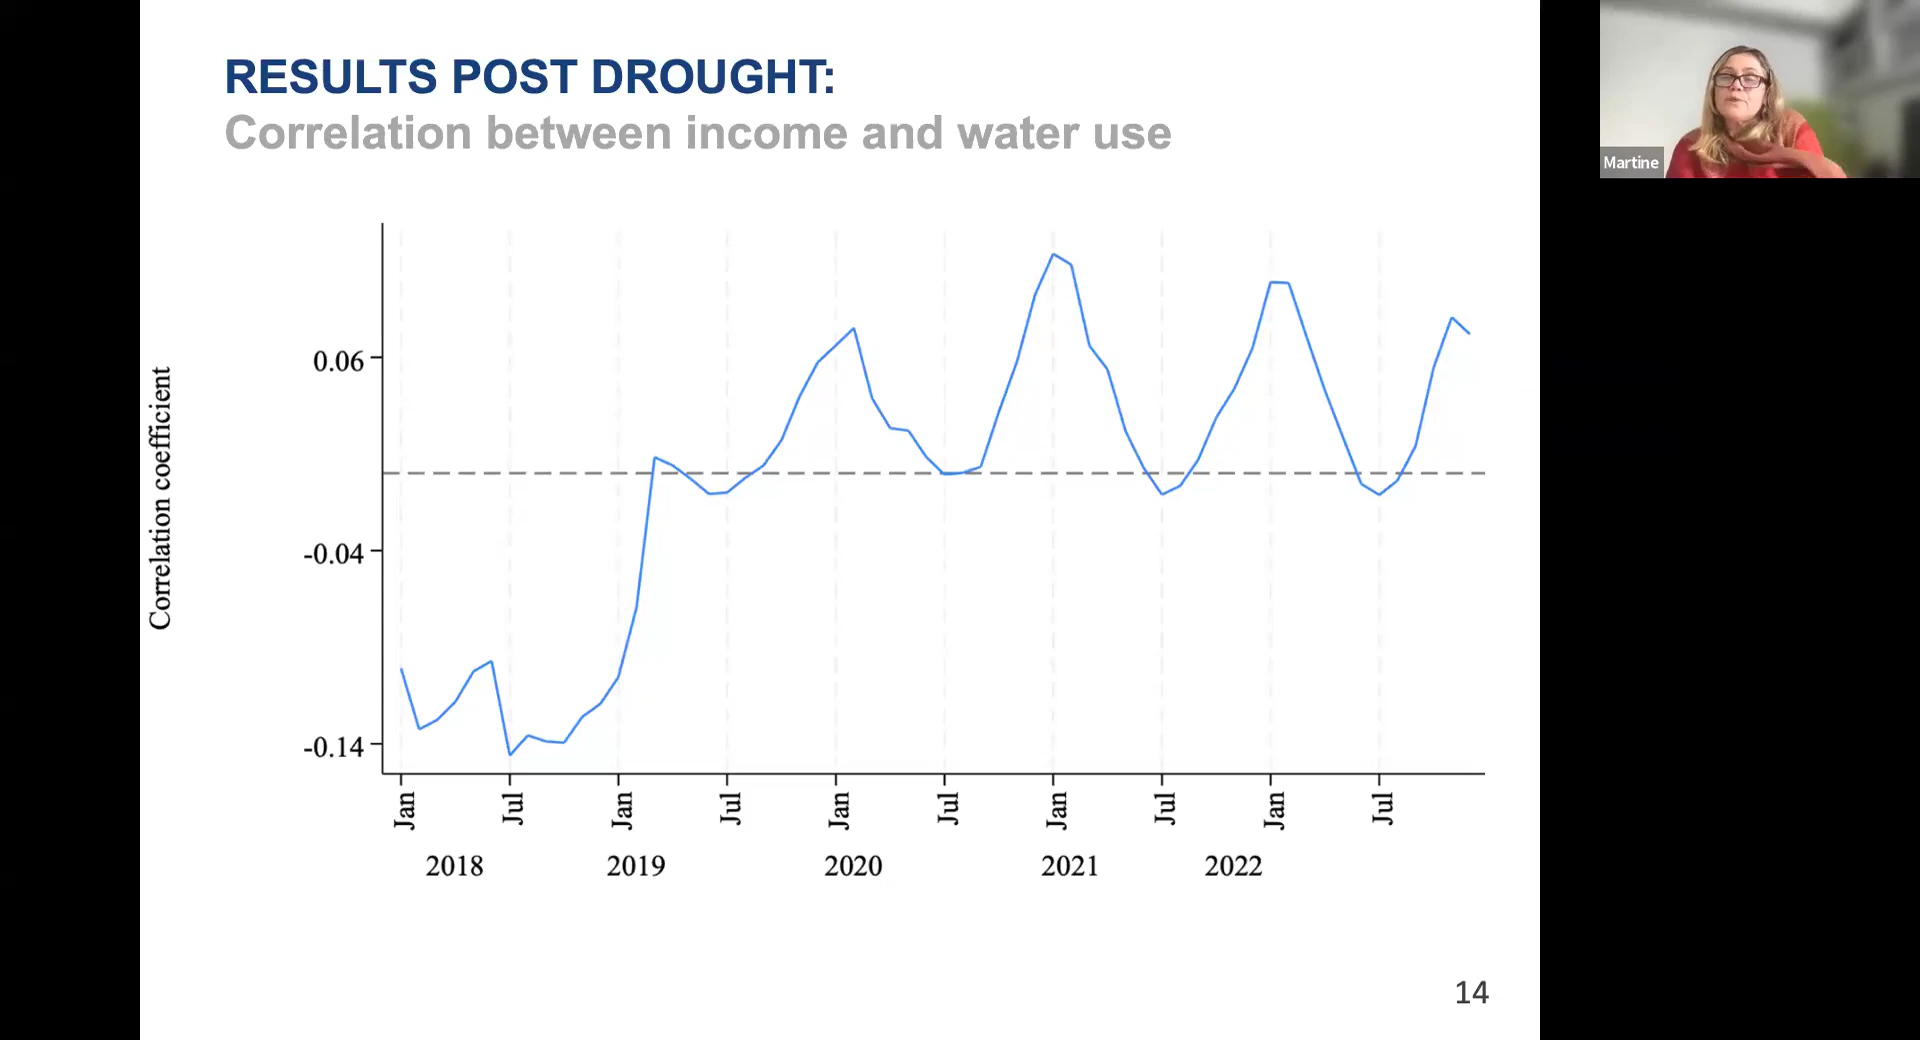 RESULTS POST DROUGHT:
Correlation between income and water use
Martine
Correlation coefficient
0.06
-0.04
-0.14
Jan Jul Jan Jul Jan Jul Jan Jul Jan Jul
2018 2019 2020 2021 2022
14